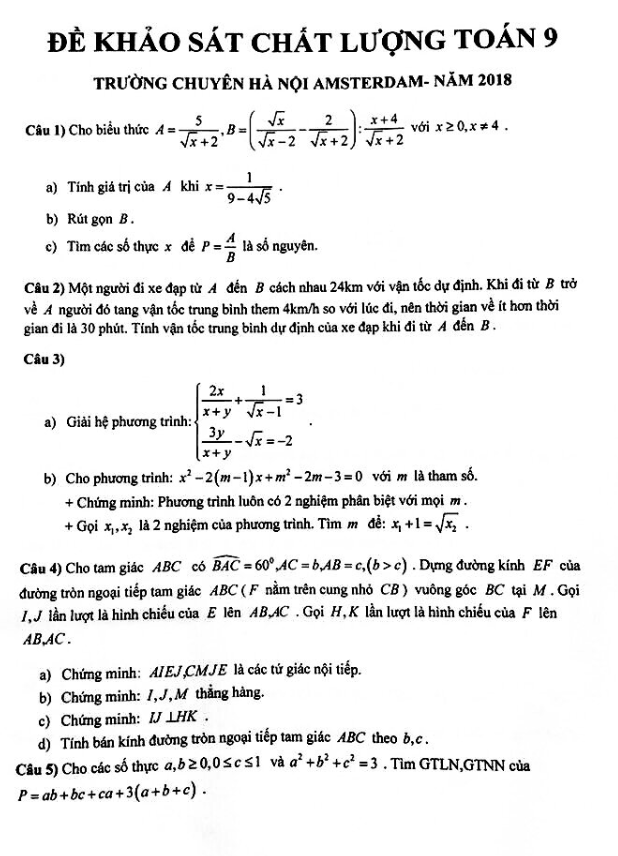 ĐỀ KHẢO SÁT CHẤT LƯỢNG TOÁN 9
TRƯỜNG CHUYÊN HÀ NỘI AMSTERDAM- NĂM 2018
Câu 1) Cho biểu thức $A=\frac{5}{\sqrt{x}+2}, B=\left(\frac{\sqrt{x}}{\sqrt{x}-2}-\frac{2}{\sqrt{x}+2}\right):\frac{x+4}{\sqrt{x}+2}$ với $x\ge 0, x\ne 4$ .
a) Tính giá trị của A khi $x=\frac{1}{9-4\sqrt{5}}$ .
b) Rút gọn B .
c) Tìm các số thực x để $P=\frac{A}{B}$ là số nguyên.
Câu 2) Một người đi xe đạp từ A đến B cách nhau 24km với vận tốc dự định. Khi đi từ B trở
về A người đó tang vận tốc trung bình them 4km/h so với lúc đi, nên thời gian về ít hơn thời
gian đi là 30 phút. Tính vận tốc trung bình dự định của xe đạp khi đi từ A đến B .
Câu 3)
a) Giải hệ phương trình: $\begin{cases}\frac{2x}{x+y}+\frac{1}{\sqrt{x}-1}=3\\ \frac{3y}{x+y}-\sqrt{x}=-2\end{cases}$ .
b) Cho phương trình: $x^2-2(m-1)x+m^2-2m-3=0$ với m là tham số.
+ Chứng minh: Phương trình luôn có 2 nghiệm phân biệt với mọi m .
+ Gọi $x_1, x_2$ là 2 nghiệm của phương trình. Tìm m để: $x_1+1=\sqrt{x_2}$ .
Câu 4) Cho tam giác ABC có $\widehat{BAC}=60^0, AC=b, AB=c, (b>c)$ . Dựng đường kính EF của
đường tròn ngoại tiếp tam giác ABC ( F nằm trên cung nhỏ CB ) vuông góc BC tại M . Gọi
I, J lần lượt là hình chiếu của E lên AB,AC . Gọi H, K lần lượt là hình chiếu của F lên
AB,AC .
a) Chứng minh: AIEJ,CMJE là các tứ giác nội tiếp.
b) Chứng minh: I,J,M thẳng hàng.
c) Chứng minh: IJ ⊥HK .
d) Tính bán kính đường tròn ngoại tiếp tam giác ABC theo b,c .
Câu 5) Cho các số thực $a,b\ge 0, 0\le c\le 1$ và $a^2+b^2+c^2=3$ . Tìm GTLN,GTNN của
$P=ab+bc+ca+3(a+b+c)$ .